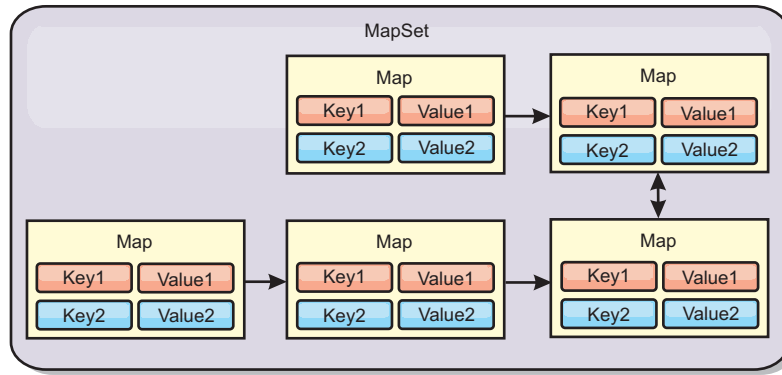 MapSet
Map Map
Key1 Value1 Key1 Value1
Key2 Value2 Key2 Value2
Map Map Map
Key1 Value1 Key1 Value1 Key1 Value1
Key2 Value2 Key2 Value2 Key2 Value2